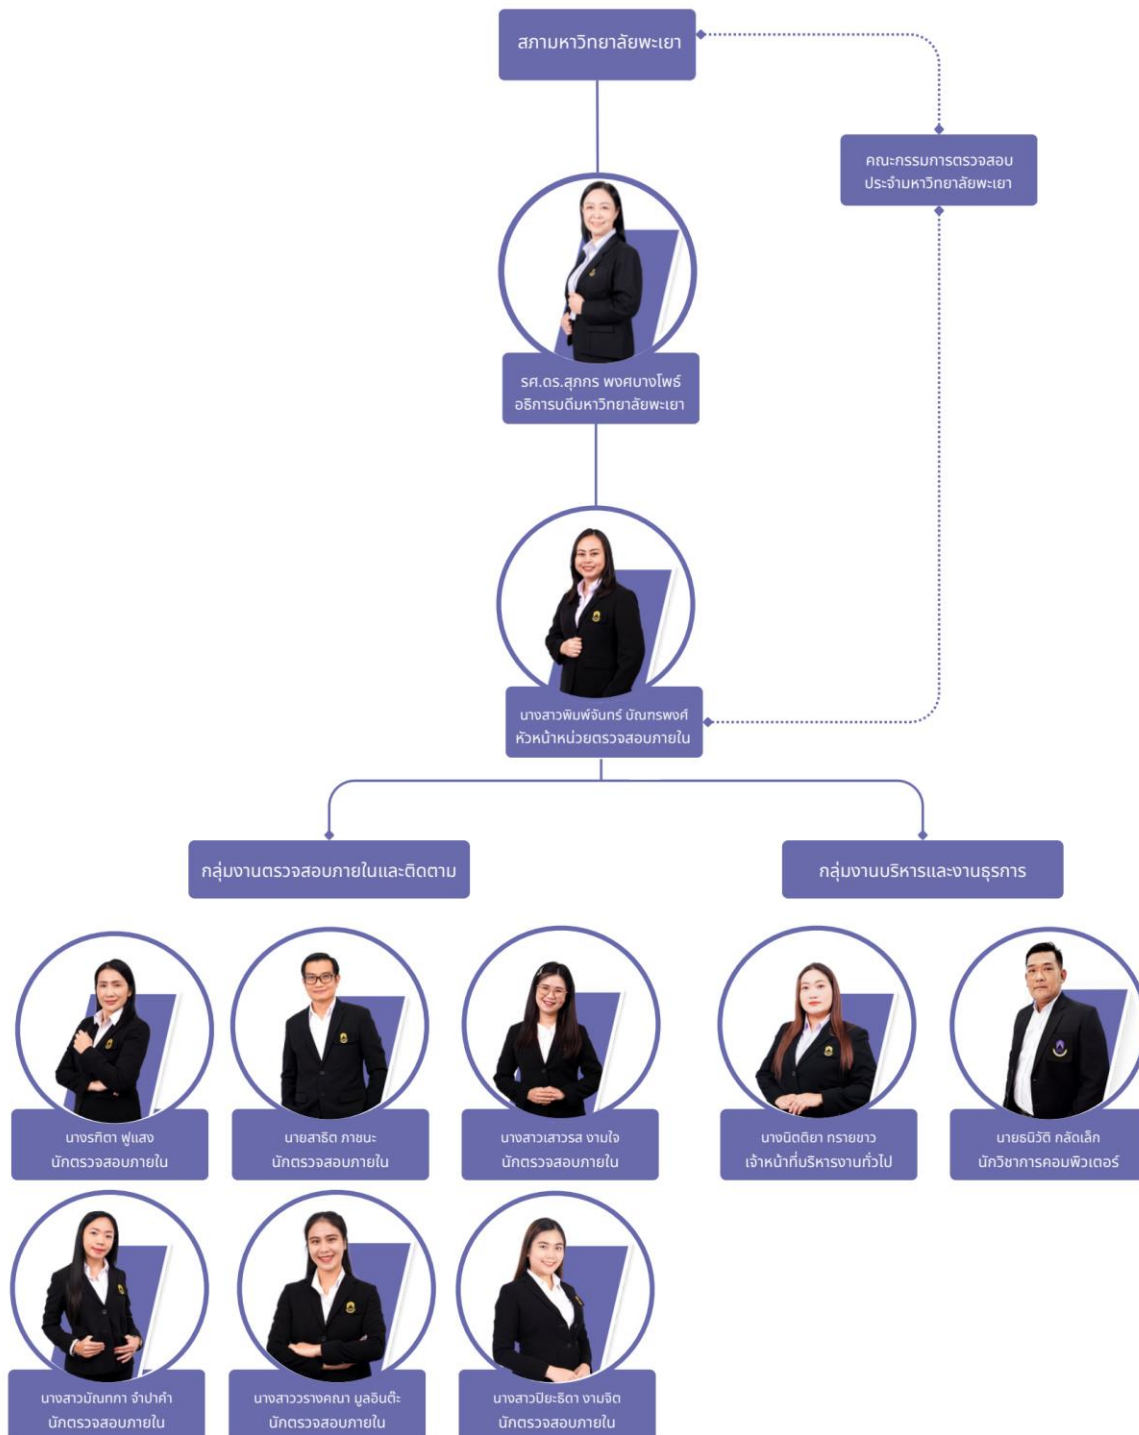 สภามหาวิทยาลัยพะเยา
คณะกรรมการตรวจสอบ
ประจำมหาวิทยาลัยพะเยา
รศ.ดร.สุภกร พงศบางโพธิ์
อธิการบดีมหาวิทยาลัยพะเยา
นางสาวพิมพ์จันทร์ บัณฑรพงศ์
หัวหน้าหน่วยตรวจสอบภายใน
กลุ่มงานตรวจสอบภายในและติดตาม
กลุ่มงานบริหารและงานธุรการ
นางรฑิตา ฟูแสง
นักตรวจสอบภายใน
นายสาธิต ภาชนะ
นักตรวจสอบภายใน
นางสาวเสาวรส งามใจ
นักตรวจสอบภายใน
นางนิตติยา ทรายขาว
เจ้าหน้าที่บริหารงานทั่วไป
นายธนิวัติ กลัดเล็ก
นักวิชาการคอมพิวเตอร์
นางสาวมัณฑกา จำปาคำ
นักตรวจสอบภายใน
นางสาววรางคณา มูลอินต๊ะ
นักตรวจสอบภายใน
นางสาวปิยะธิดา งามจิต
นักตรวจสอบภายใน